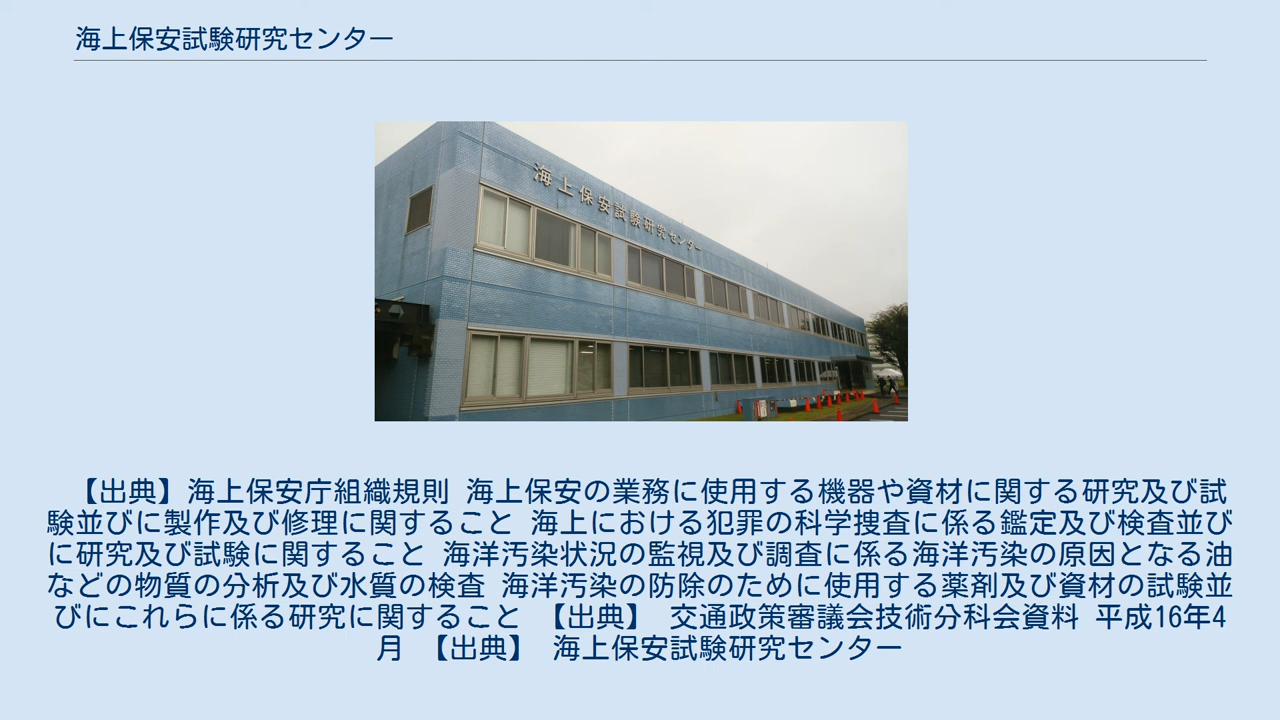 海上保安試験研究センター
海上保安試験研究センター
【出典】海上保安庁組織規則 海上保安の業務に使用する機器や資材に関する研究及び試
験並びに製作及び修理に関すること 海上における犯罪の科学捜査に係る鑑定及び検査並び
に研究及び試験に関すること 海洋汚染状況の監視及び調査に係る海洋汚染の原因となる油
などの物質の分析及び水質の検査 海洋汚染の防除のために使用する薬剤及び資材の試験並
びにこれらに係る研究に関すること 【出典】 交通政策審議会技術分科会資料 平成16年4
月 【出典】 海上保安試験研究センター